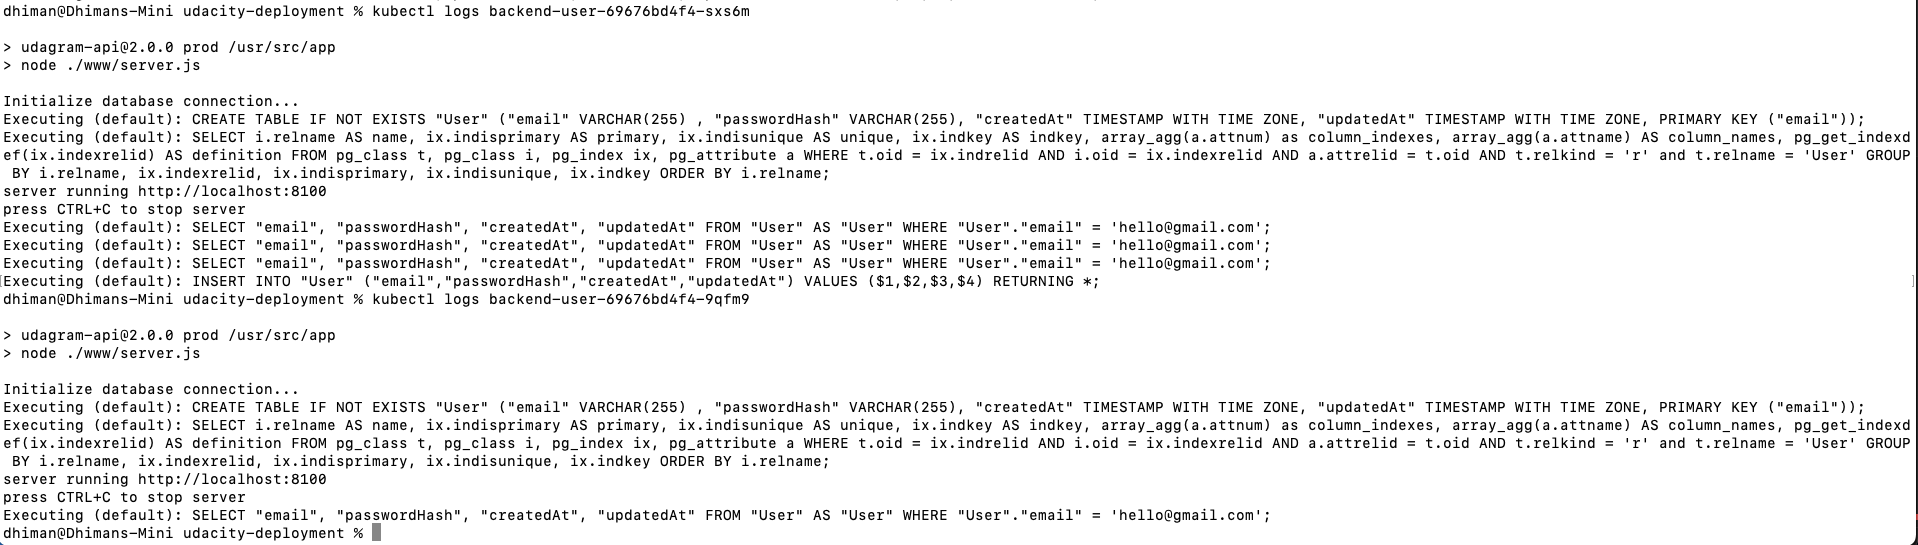 dhiman@Dhimans-Mini udacity-deployment % kubectl logs backend-user-69676bd4f4-sxs6m
> udagram-api@2.0.0 prod /usr/src/app
> node ./www/server.js
Initialize database connection...
Executing (default): CREATE TABLE IF NOT EXISTS "User" ("email" VARCHAR(255) , "passwordHash" VARCHAR(255), "createdAt" TIMESTAMP WITH TIME ZONE, "updatedAt" TIMESTAMP WITH TIME ZONE, PRIMARY KEY ("email"));
Executing (default): SELECT i.relname AS name, ix.indisprimary AS primary, ix.indisunique AS unique, ix.indkey AS indkey, array_agg(a.attnum) as column_indexes, array_agg(a.attname) AS column_names, pg_get_indexd
ef(ix.indexrelid) AS definition FROM pg_class t, pg_class i, pg_index ix, pg_attribute a WHERE t.oid = ix.indrelid AND i.oid = ix.indexrelid AND a.attrelid = t.oid AND t.relkind = 'r' and t.relname = 'User' GROUP
 BY i.relname, ix.indexrelid, ix.indisprimary, ix.indisunique, ix.indkey ORDER BY i.relname;
server running http://localhost:8100
press CTRL+C to stop server
Executing (default): SELECT "email", "passwordHash", "createdAt", "updatedAt" FROM "User" AS "User" WHERE "User"."email" = 'hello@gmail.com';
Executing (default): SELECT "email", "passwordHash", "createdAt", "updatedAt" FROM "User" AS "User" WHERE "User"."email" = 'hello@gmail.com';
Executing (default): SELECT "email", "passwordHash", "createdAt", "updatedAt" FROM "User" AS "User" WHERE "User"."email" = 'hello@gmail.com';
Executing (default): INSERT INTO "User" ("email","passwordHash","createdAt","updatedAt") VALUES ($1,$2,$3,$4) RETURNING *;
dhiman@Dhimans-Mini udacity-deployment % kubectl logs backend-user-69676bd4f4-9qfm9
> udagram-api@2.0.0 prod /usr/src/app
> node ./www/server.js
Initialize database connection...
Executing (default): CREATE TABLE IF NOT EXISTS "User" ("email" VARCHAR(255) , "passwordHash" VARCHAR(255), "createdAt" TIMESTAMP WITH TIME ZONE, "updatedAt" TIMESTAMP WITH TIME ZONE, PRIMARY KEY ("email"));
Executing (default): SELECT i.relname AS name, ix.indisprimary AS primary, ix.indisunique AS unique, ix.indkey AS indkey, array_agg(a.attnum) as column_indexes, array_agg(a.attname) AS column_names, pg_get_indexd
ef(ix.indexrelid) AS definition FROM pg_class t, pg_class i, pg_index ix, pg_attribute a WHERE t.oid = ix.indrelid AND i.oid = ix.indexrelid AND a.attrelid = t.oid AND t.relkind = 'r' and t.relname = 'User' GROUP
 BY i.relname, ix.indexrelid, ix.indisprimary, ix.indisunique, ix.indkey ORDER BY i.relname;
server running http://localhost:8100
press CTRL+C to stop server
Executing (default): SELECT "email", "passwordHash", "createdAt", "updatedAt" FROM "User" AS "User" WHERE "User"."email" = 'hello@gmail.com';
dhiman@Dhimans-Mini udacity-deployment %